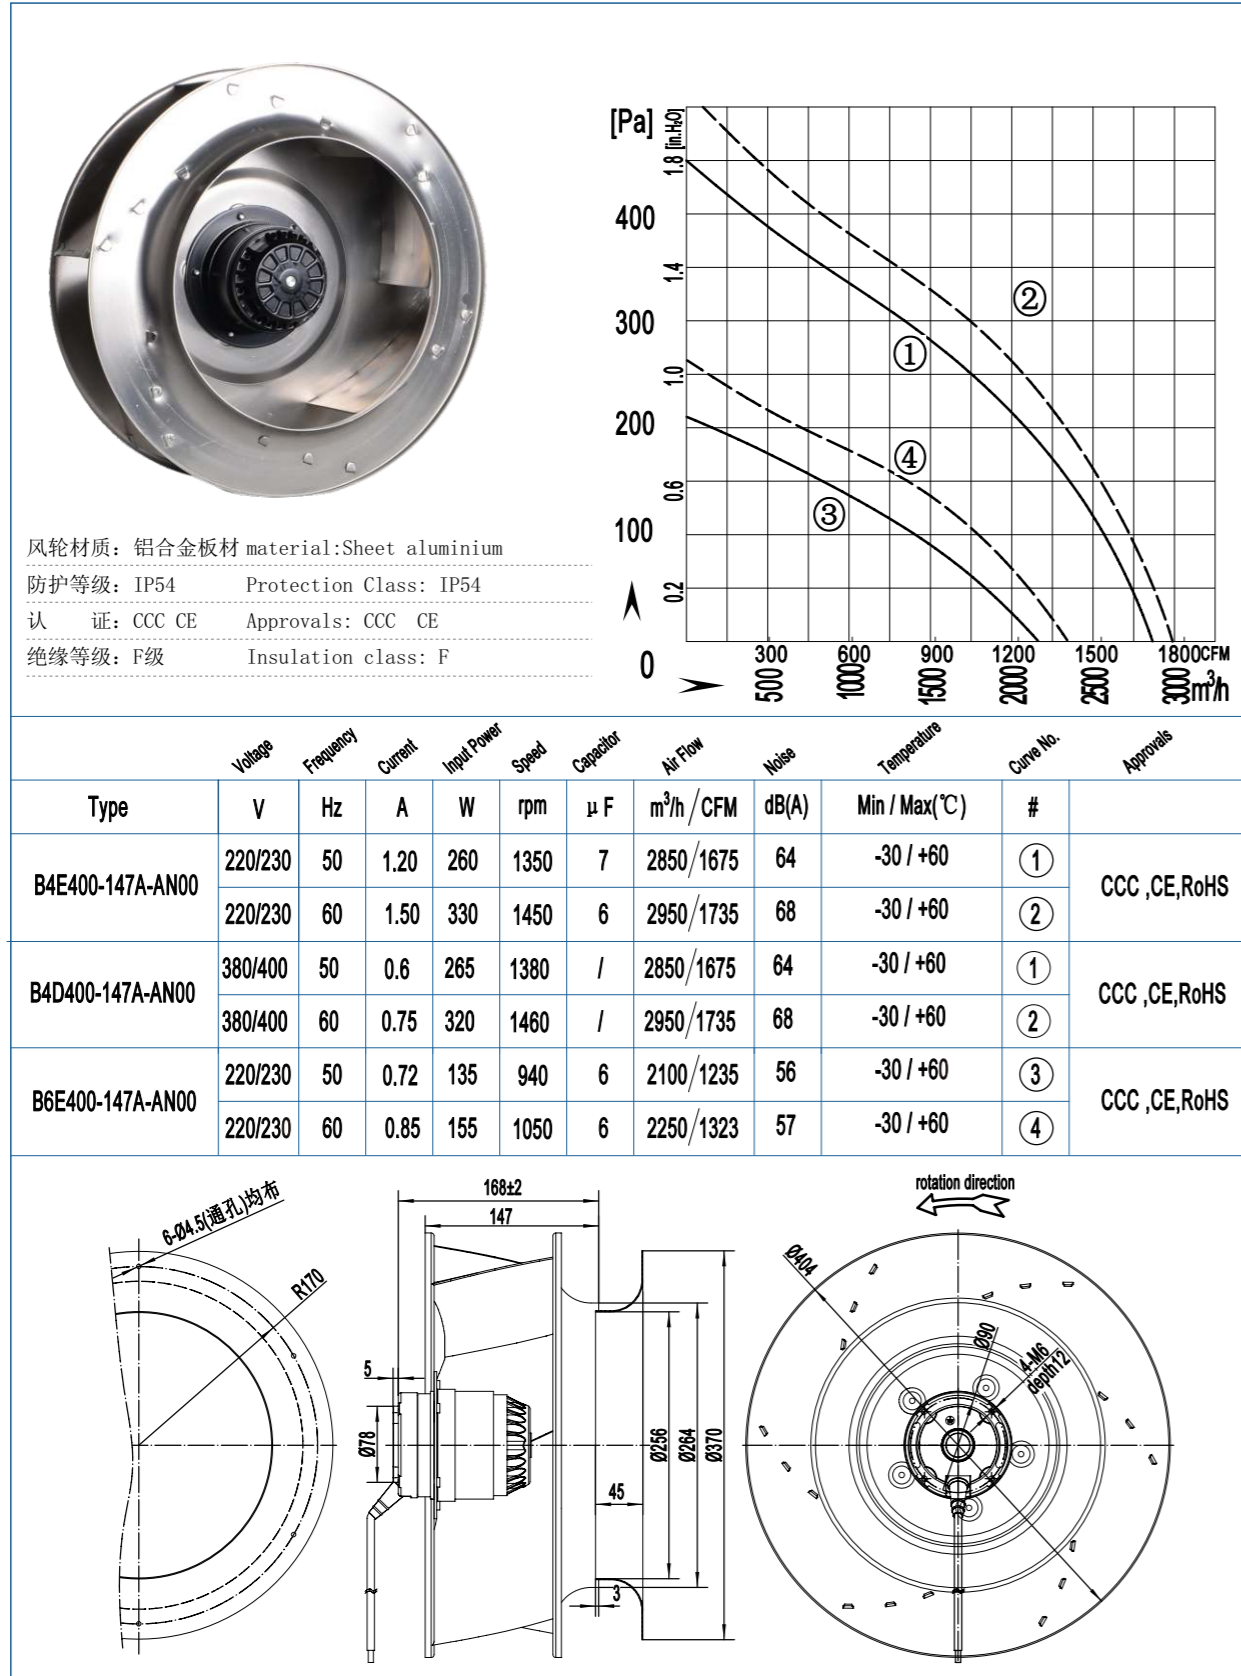 [Pa]
[in.H₂O]
1.8
400
1.4
300
1.0
200
0.6
100
0.2
0
①
②
③
④
300 600 900 1200 1500 1800CFM
500 1000 1500 2000 2500 3000 m³/h
风轮材质：铝合金板材 material:Sheet aluminium
防护等级：IP54 Protection Class: IP54
认 证：CCC CE Approvals: CCC CE
绝缘等级：F级 Insulation class: F
Voltage Frequency Current Input Power Speed Capacitor Air Flow Noise Temperature Curve No. Approvals
Type V Hz A W rpm μF m³/h/CFM dB(A) Min / Max(℃) #
B4E400-147A-AN00 220/230 50 1.20 260 1350 7 2850/1675 64 -30 / +60 ① CCC ,CE,RoHS
220/230 60 1.50 330 1450 6 2950/1735 68 -30 / +60 ②
B4D400-147A-AN00 380/400 50 0.6 265 1380 / 2850/1675 64 -30 / +60 ① CCC ,CE,RoHS
380/400 60 0.75 320 1460 / 2950/1735 68 -30 / +60 ②
B6E400-147A-AN00 220/230 50 0.72 135 940 6 2100/1235 56 -30 / +60 ③ CCC ,CE,RoHS
220/230 60 0.85 155 1050 6 2250/1323 57 -30 / +60 ④
6-Ø4.5(通孔)均布
R170
168±2
147
5
Ø78
Ø256
Ø264
Ø370
45
3
rotation direction
Ø404
Ø90
4-M6
depth12